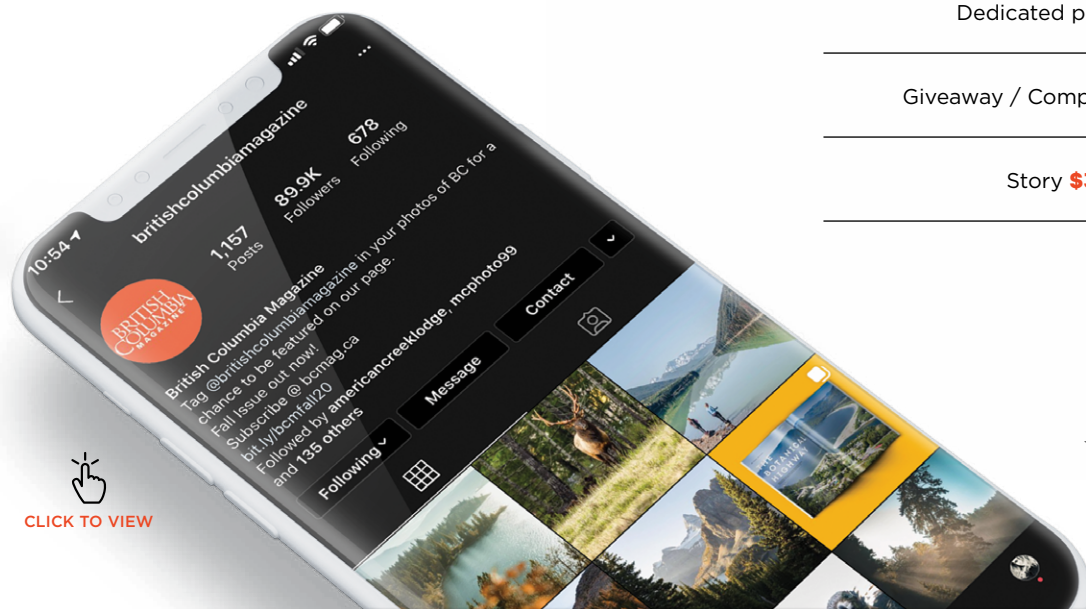 10:54
britishcolumbiamagazine
1,157
Posts
89.9K
Followers
678
Following
BRITISH
COLUMBIA
MAGAZINE
British Columbia Magazine
Tag @britishcolumbiamagazine in your photos of BC for a
chance to be featured on our page.
Fall Issue out now!
Subscribe @ bcmag.ca
bit.ly/bcmfall20
Followed by americancreeklodge, mcphoto99
and 135 others
Following
Message
Contact
BOTANICAL
HIGHWAY
CLICK TO VIEW
Dedicated p
Giveaway / Comp
Story $3